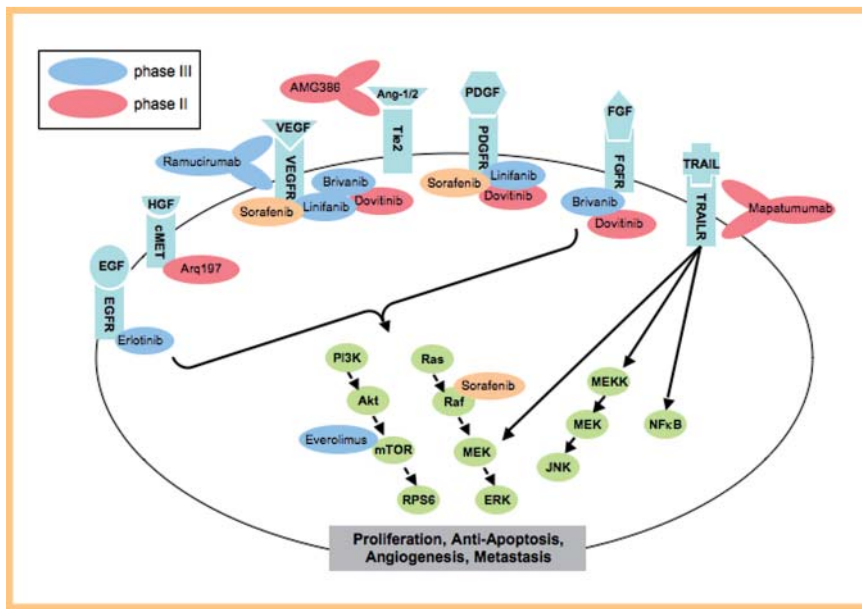 phase III
phase II
AMG386
Ang-1/2
Tie2
PDGF
PDGFR
FGF
FGFR
VEGF
VEGFR
Ramucirumab
Brivanib
Dovitinib
Sorafenib
Linifanib
Sorafenib
Linifanib
Dovitinib
Brivanib
Dovitinib
TRAIL
TRAILR
Mapatumumab
HGF
cMET
Arq197
EGF
EGFR
Erlotinib
PI3K
Akt
Everolimus
mTOR
RPS6
Ras
Sorafenib
Raf
MEK
ERK
MEKK
MEK
JNK
NFκB
Proliferation, Anti-Apoptosis,
Angiogenesis, Metastasis